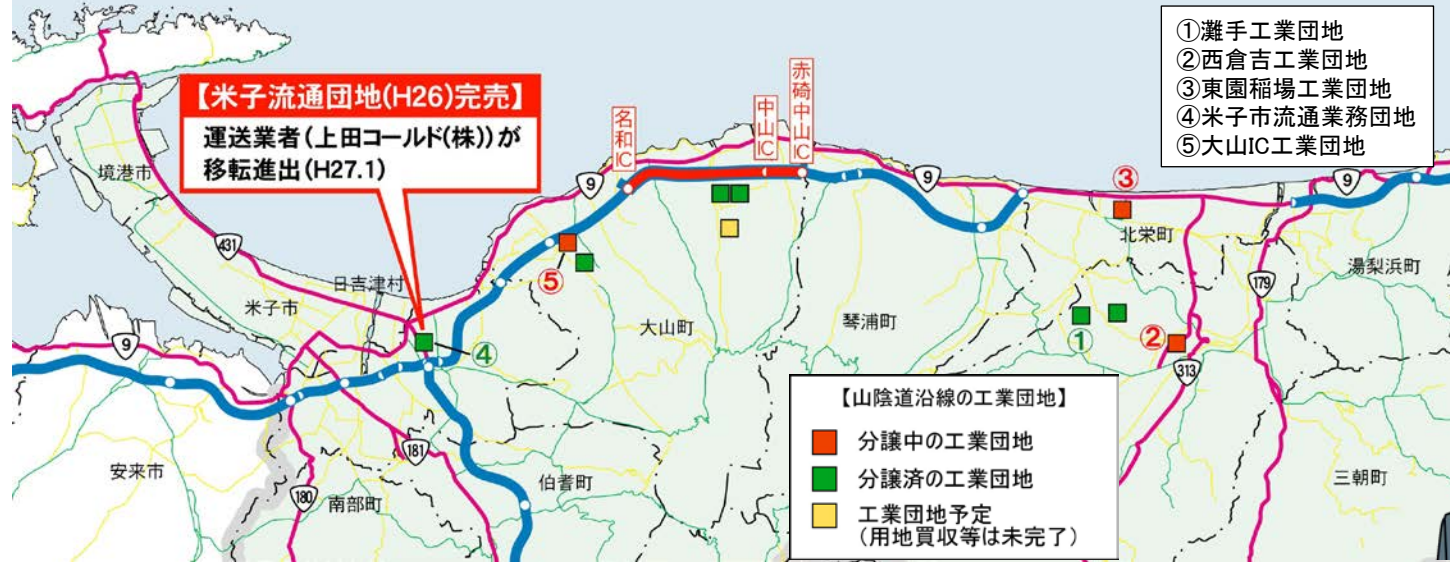 ①灘手工業団地
②西倉吉工業団地
③東園稲場工業団地
④米子市流通業務団地
⑤大山IC工業団地
【米子流通団地(H26)完売】
運送業者(上田コールド(株))が
移転進出(H27.1)
名和IC
中山IC
赤碕中山IC
境港市
9
9
9
③
北栄町
431
日吉津村
米子市
⑤
大山町
琴浦町
179
湯梨浜町
9
④
①
②
313
【山陰道沿線の工業団地】
分譲中の工業団地
分譲済の工業団地
工業団地予定
(用地買収等は未完了)
181
安来市
180
南部町
伯耆町
三朝町